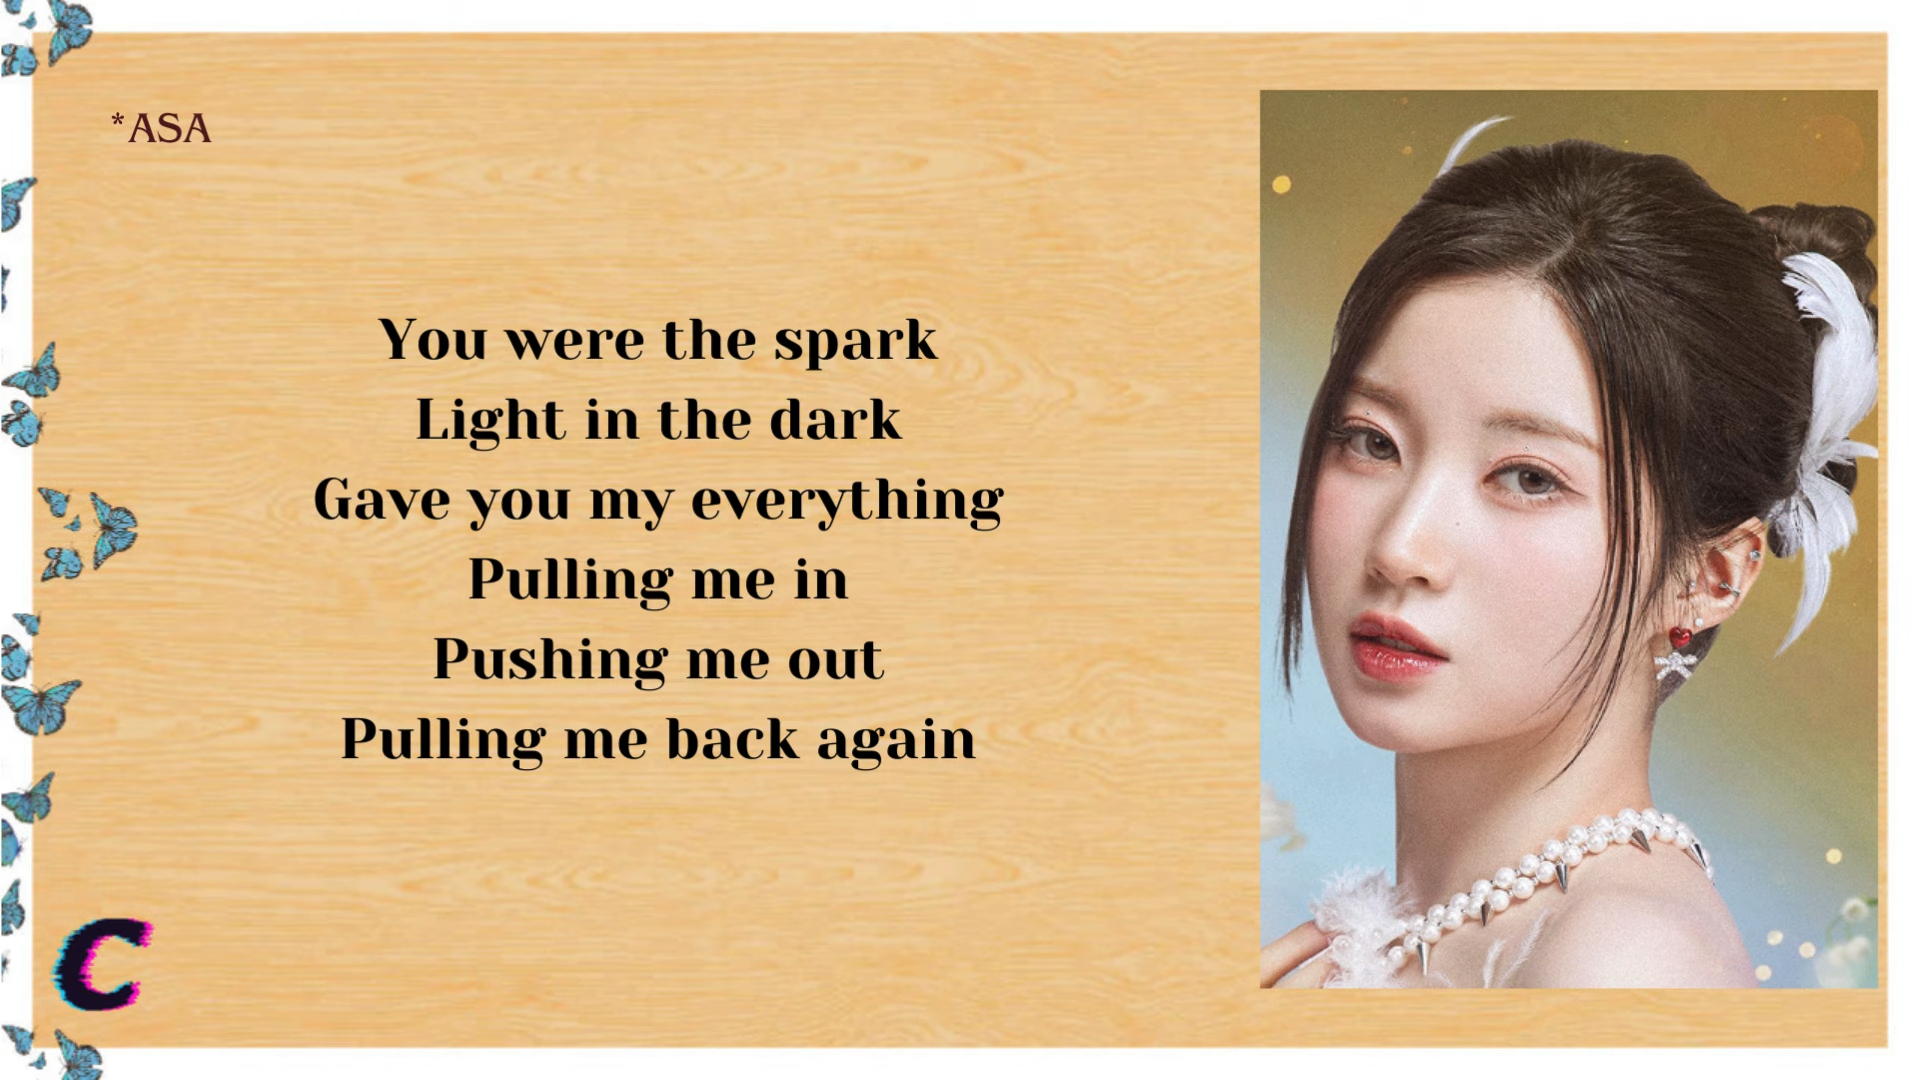 *ASA
You were the spark
Light in the dark
Gave you my everything
Pulling me in
Pushing me out
Pulling me back again
C